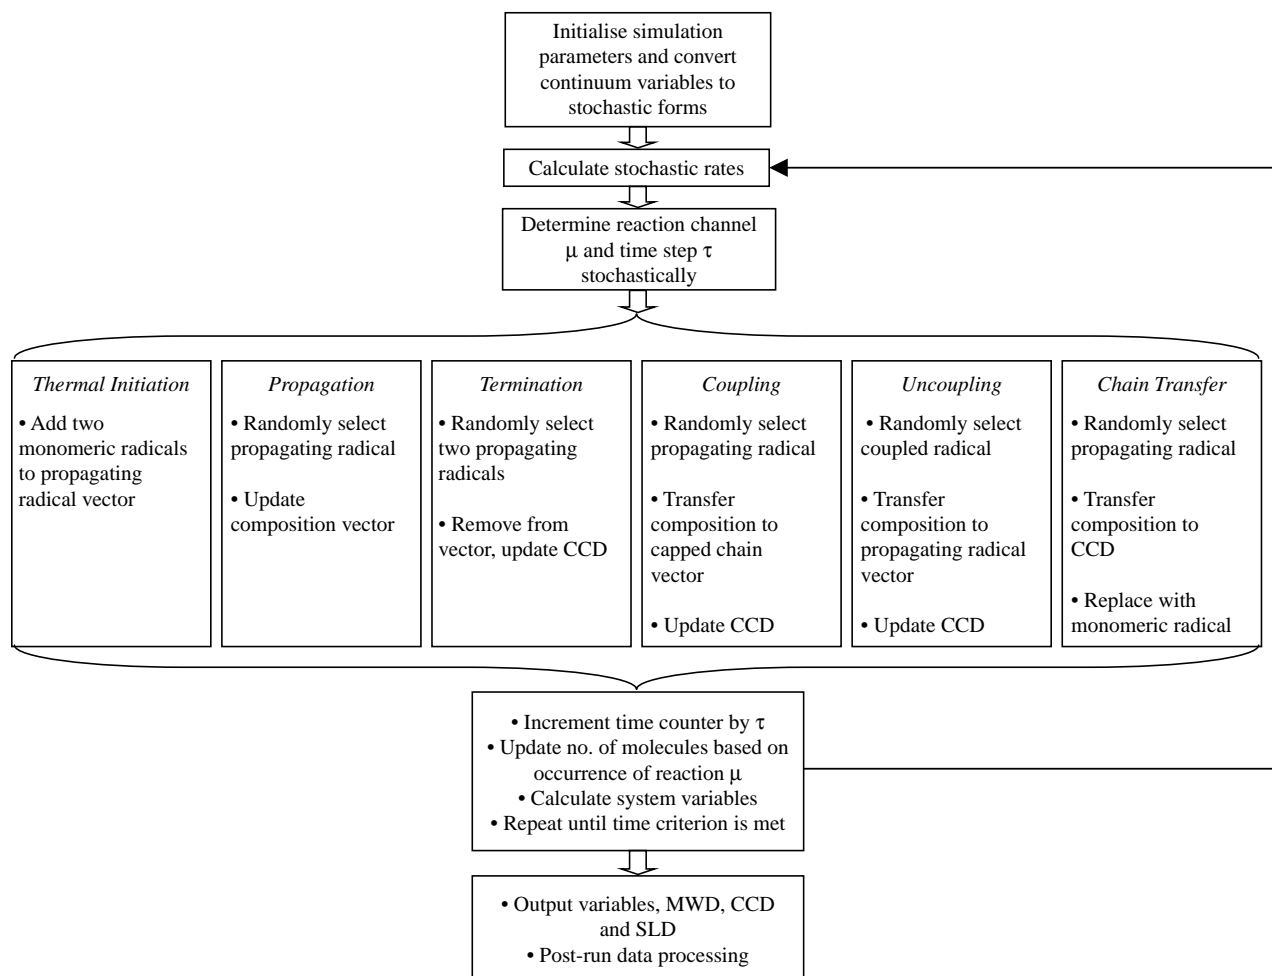 Initialise simulation
parameters and convert
continuum variables to
stochastic forms
Calculate stochastic rates
Determine reaction channel
μ and time step τ
stochastically
Thermal Initiation
• Add two
monomeric radicals
to propagating
radical vector
Propagation
• Randomly select
propagating radical
• Update
composition vector
Termination
• Randomly select
two propagating
radicals
• Remove from
vector, update CCD
Coupling
• Randomly select
propagating radical
• Transfer
composition to
capped chain
vector
• Update CCD
Uncoupling
• Randomly select
coupled radical
• Transfer
composition to
propagating radical
vector
• Update CCD
Chain Transfer
• Randomly select
propagating radical
• Transfer
composition to
CCD
• Replace with
monomeric radical
• Increment time counter by τ
• Update no. of molecules based on
occurrence of reaction μ
• Calculate system variables
• Repeat until time criterion is met
• Output variables, MWD, CCD
and SLD
• Post-run data processing